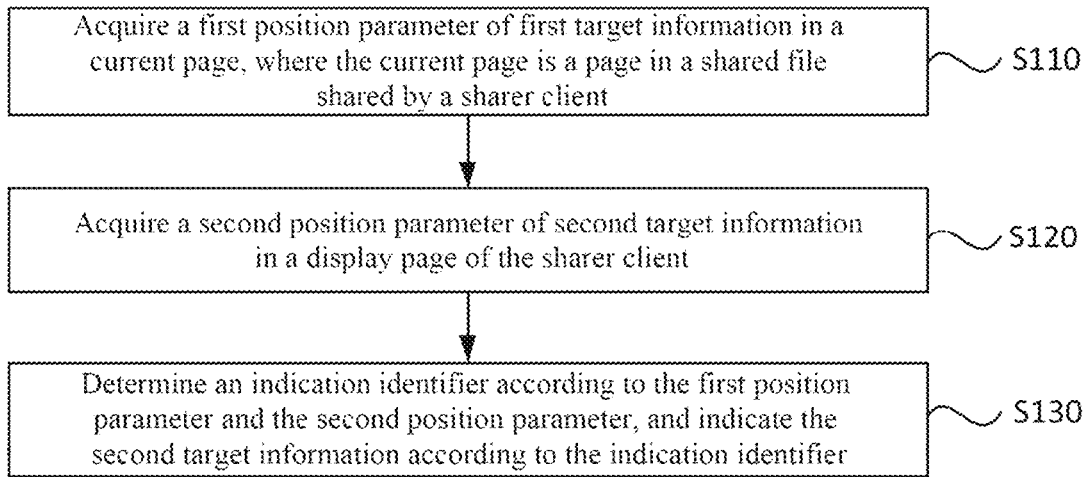 Acquire a first position parameter of first target information in a
current page, where the current page is a page in a shared file
shared by a sharer client
S110
Acquire a second position parameter of second target information
in a display page of the sharer client
S120
Determine an indication identifier according to the first position
parameter and the second position parameter, and indicate the
second target information according to the indication identifier
S130